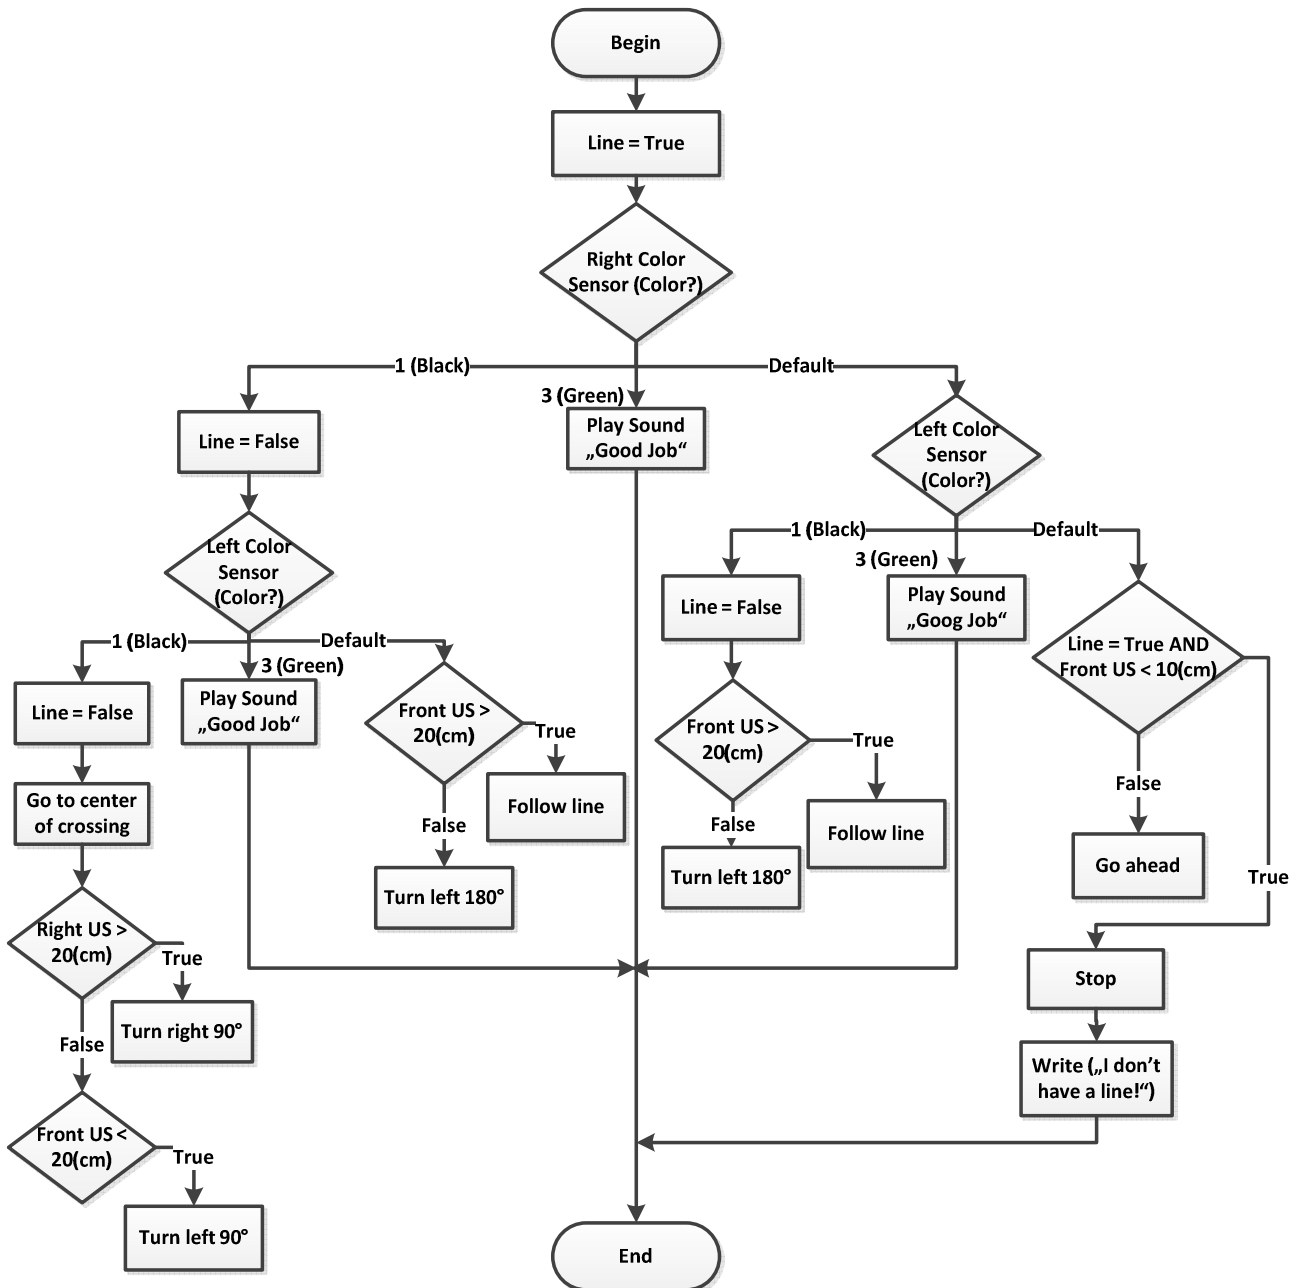 Begin
Line = True
Right Color
Sensor (Color?)
1 (Black)
Default
3 (Green)
Line = False
Play Sound
„Good Job“
Left Color
Sensor
(Color?)
Left Color
Sensor
(Color?)
1 (Black)
Default
3 (Green)
1 (Black)
3 (Green)
Default
Line = False
Play Sound
„Good Job“
Front US >
20(cm)
True
Follow line
False
Turn left 180°
Go to center
of crossing
Right US >
20(cm)
True
Turn right 90°
False
Front US <
20(cm)
True
Turn left 90°
Line = False
Play Sound
„Goog Job“
Line = True AND
Front US < 10(cm)
Front US >
20(cm)
True
Follow line
False
Turn left 180°
False
Go ahead
True
Stop
Write („I don’t
have a line!“)
End